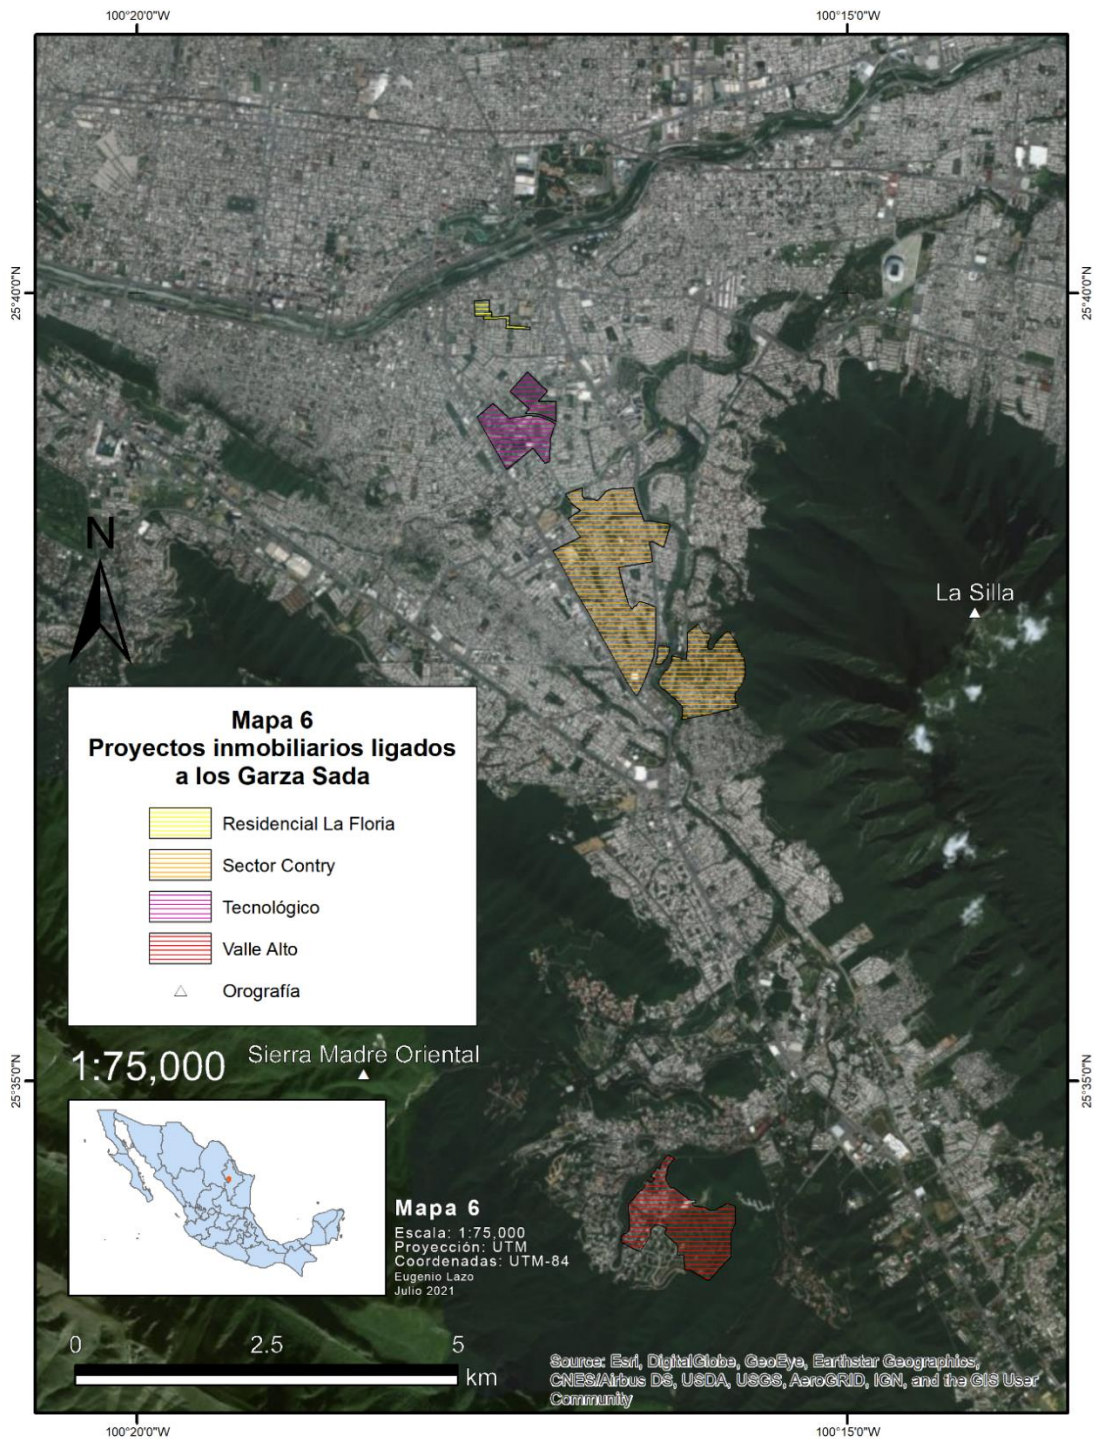 100°20'0"W
100°15'0"W
25°40'0"N
25°40'0"N
N
La Silla
Mapa 6
Proyectos inmobiliarios ligados
a los Garza Sada
Residencial La Floria
Sector Contry
Tecnológico
Valle Alto
Orografía
1:75,000
Sierra Madre Oriental
25°35'0"N
25°35'0"N
Mapa 6
Escala: 1:75,000
Proyección: UTM
Coordenadas: UTM-84
Eugenio Lazo
Julio 2021
0 2.5 5
km
Source: Esri, DigitalGlobe, GeoEye, Earthstar Geographics,
CNES/Airbus DS, USDA, USGS, AeroGRID, IGN, and the GIS User
Community
100°20'0"W
100°15'0"W